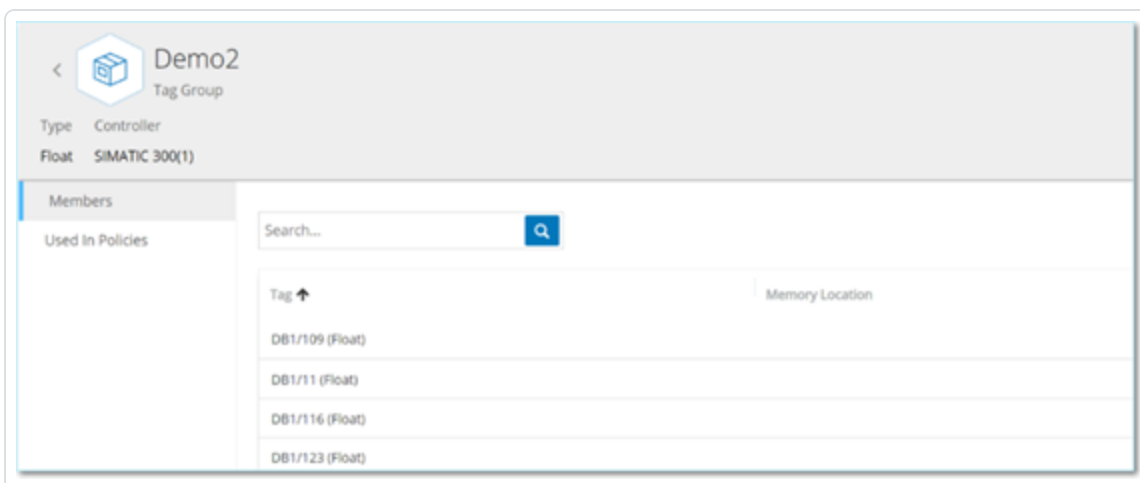 Demo2
Tag Group
Type Controller
Float SIMATIC 300(1)
Members
Used In Policies
Search...
Tag Memory Location
DB1/109 (Float)
DB1/11 (Float)
DB1/116 (Float)
DB1/123 (Float)